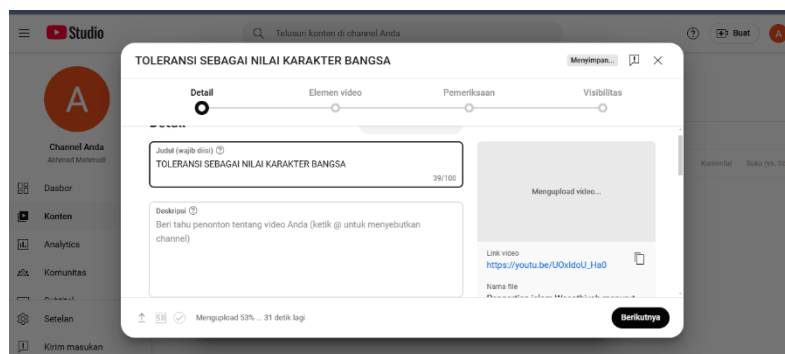 Studio
Telusuri konten di channel Anda
Buat
A
TOLERANSI SEBAGAI NILAI KARAKTER BANGSA
Menyimpan...
Detail
Elemen video
Pemeriksaan
Visibilitas
A
Channel Anda
Akhmad Mahmudi
Dasbor
Konten
Analytics
Komunitas
Setelan
Kirim masukan
Detail
Judul (wajib diisi)
TOLERANSI SEBAGAI NILAI KARAKTER BANGSA
39/100
Deskripsi
Beri tahu penonton tentang video Anda (ketik @ untuk menyebutkan
channel)
Mengupload video...
Link video
https://youtu.be/UOxIdoU_Ha0
Nama file
Komentar
Suka (vs.
SD
Mengupload 53% ... 31 detik lagi
Berikutnya